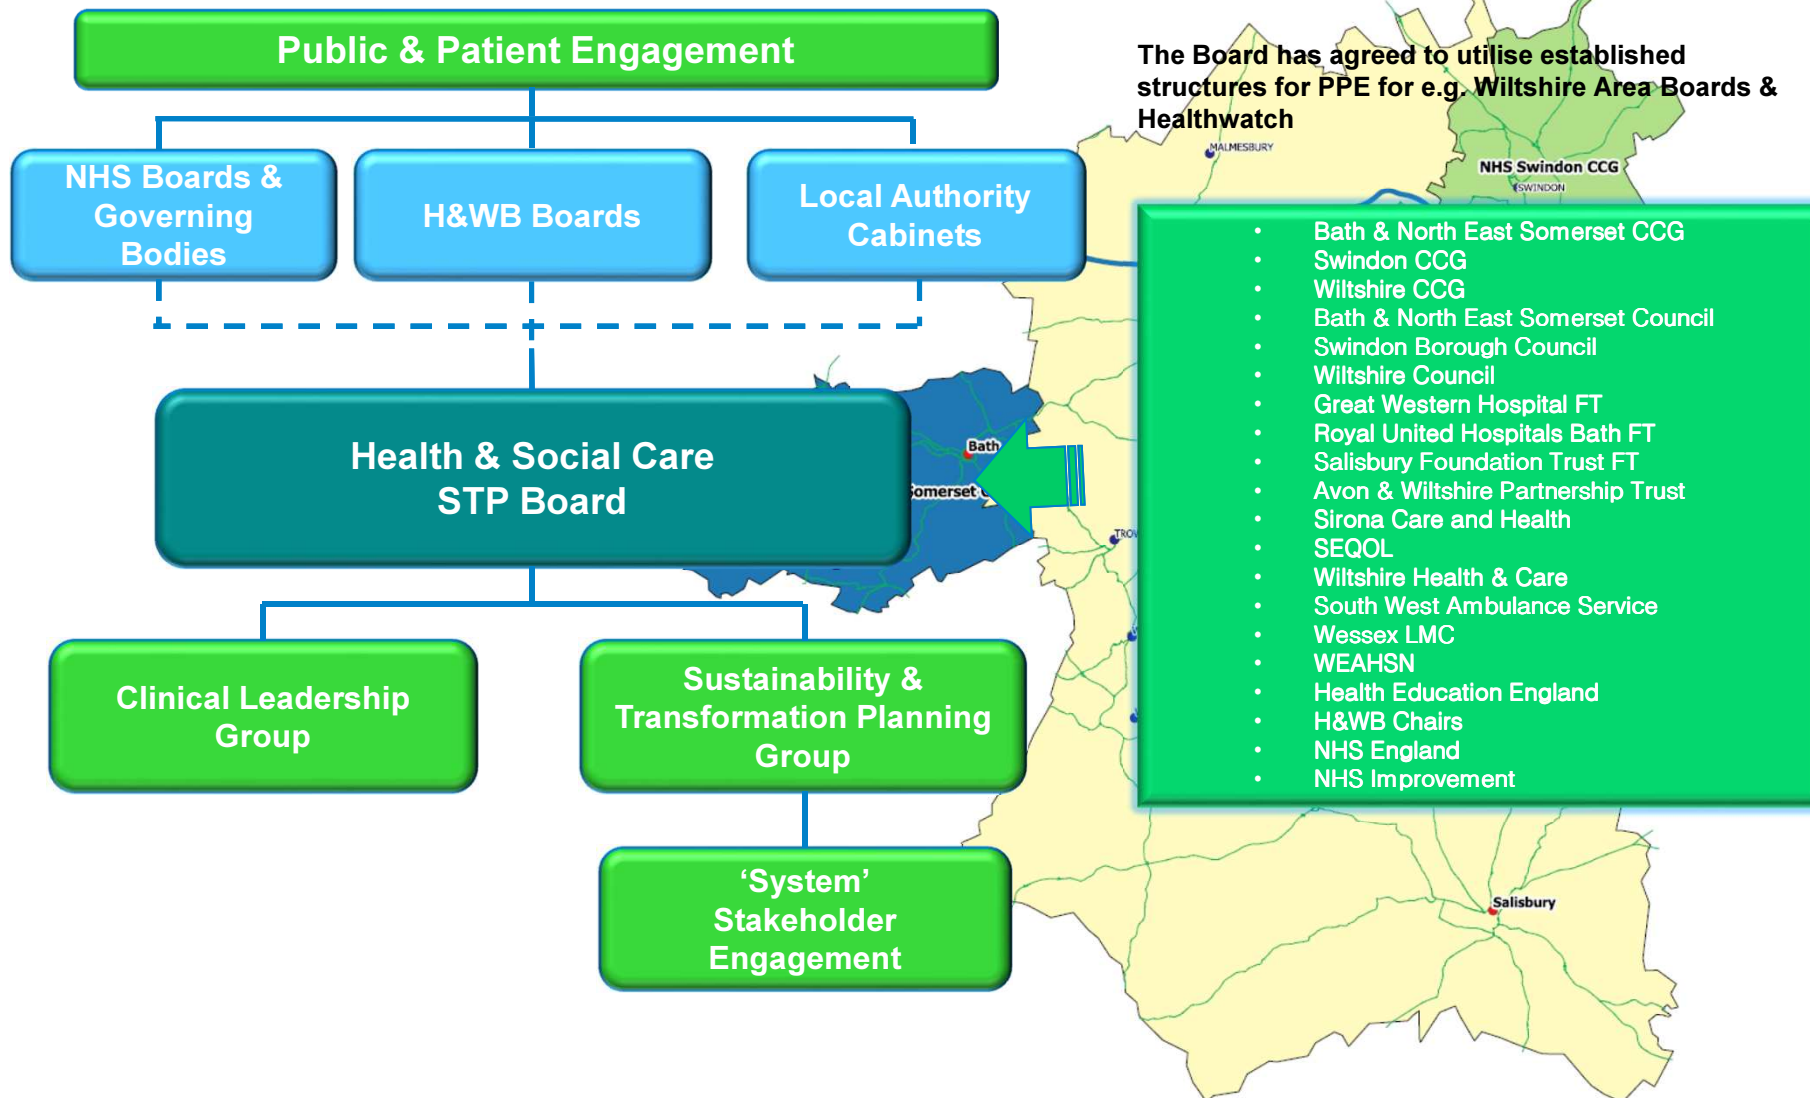 Public & Patient Engagement
The Board has agreed to utilise established
structures for PPE for e.g. Wiltshire Area Boards &
Healthwatch
NHS Boards &
Governing
Bodies
H&WB Boards
Local Authority
Cabinets
Health & Social Care
STP Board
Clinical Leadership
Group
Sustainability &
Transformation Planning
Group
‘System’
Stakeholder
Engagement
MALMESBURY
NHS Swindon CCG
SWINDON
Bath
Somerset
• Bath & North East Somerset CCG
• Swindon CCG
• Wiltshire CCG
• Bath & North East Somerset Council
• Swindon Borough Council
• Wiltshire Council
• Great Western Hospital FT
• Royal United Hospitals Bath FT
• Salisbury Foundation Trust FT
• Avon & Wiltshire Partnership Trust
• Sirona Care and Health
• SEQOL
• Wiltshire Health & Care
• South West Ambulance Service
• Wessex LMC
• WEAHSN
• Health Education England
• H&WB Chairs
• NHS England
• NHS Improvement
Salisbury